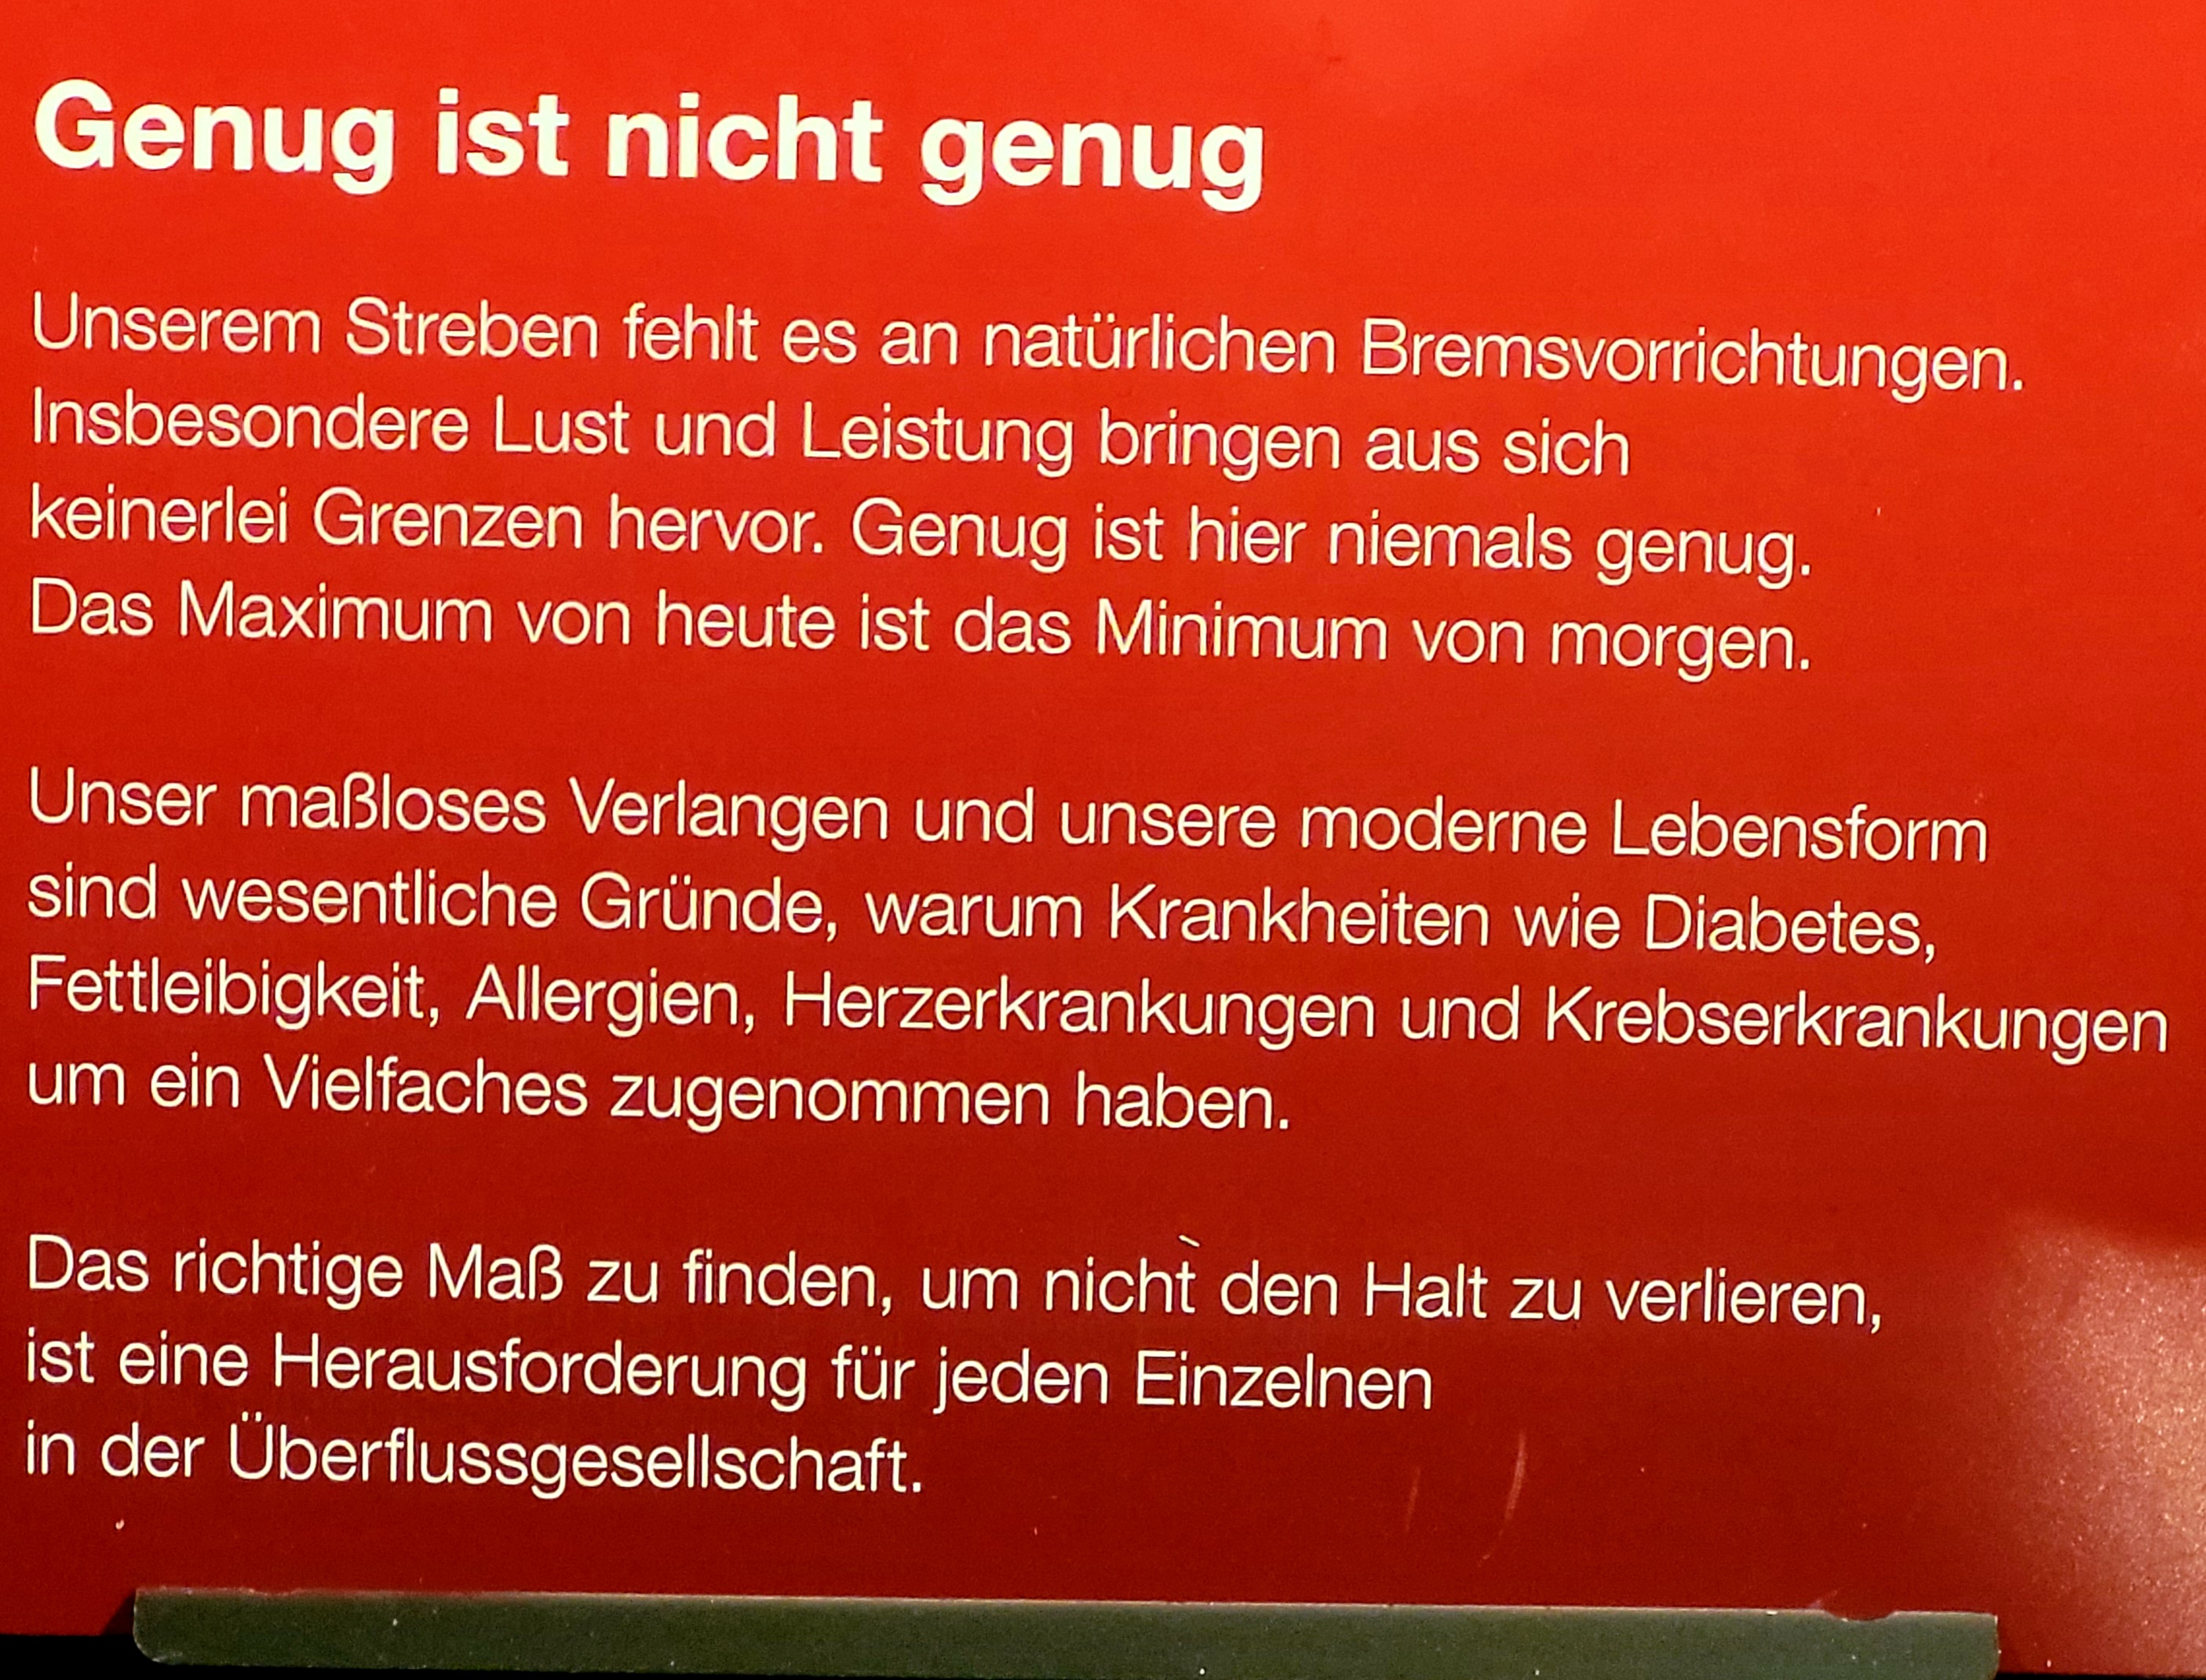 Genug ist nicht genug
Unserem Streben fehlt es an natürlichen Bremsvorrichtungen.
Insbesondere Lust und Leistung bringen aus sich
keinerlei Grenzen hervor. Genug ist hier niemals genug.
Das Maximum von heute ist das Minimum von morgen.
Unser maßloses Verlangen und unsere moderne Lebensform
sind wesentliche Gründe, warum Krankheiten wie Diabetes,
Fettleibigkeit, Allergien, Herzerkrankungen und Krebserkrankungen
um ein Vielfaches zugenommen haben.
Das richtige Maß zu finden, um nicht den Halt zu verlieren,
ist eine Herausforderung für jeden Einzelnen
in der Überflussgesellschaft.